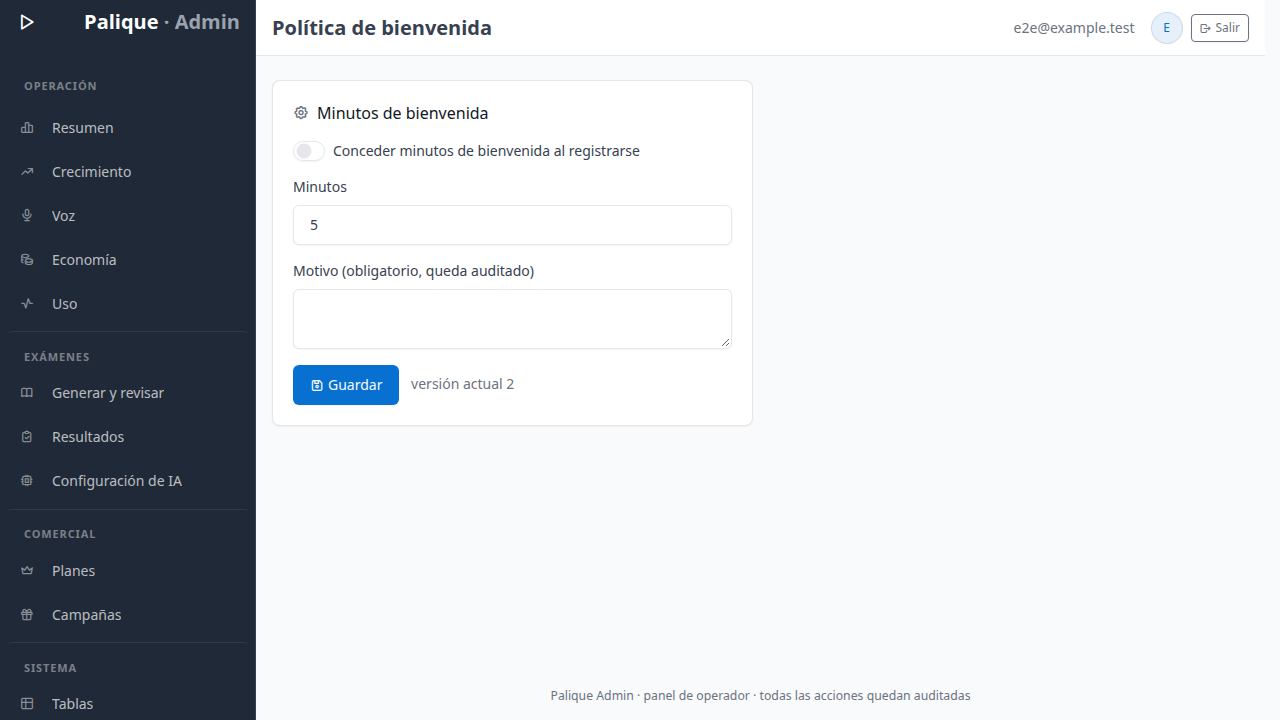 Palique · Admin
OPERACIÓN
Resumen
Crecimiento
Voz
Economía
Uso
EXÁMENES
Generar y revisar
Resultados
Configuración de IA
COMERCIAL
Planes
Campañas
SISTEMA
Tablas
Política de bienvenida
e2e@example.test
E
Salir
Minutos de bienvenida
Conceder minutos de bienvenida al registrarse
Minutos
5
Motivo (obligatorio, queda auditado)
Guardar
versión actual 2
Palique Admin · panel de operador · todas las acciones quedan auditadas